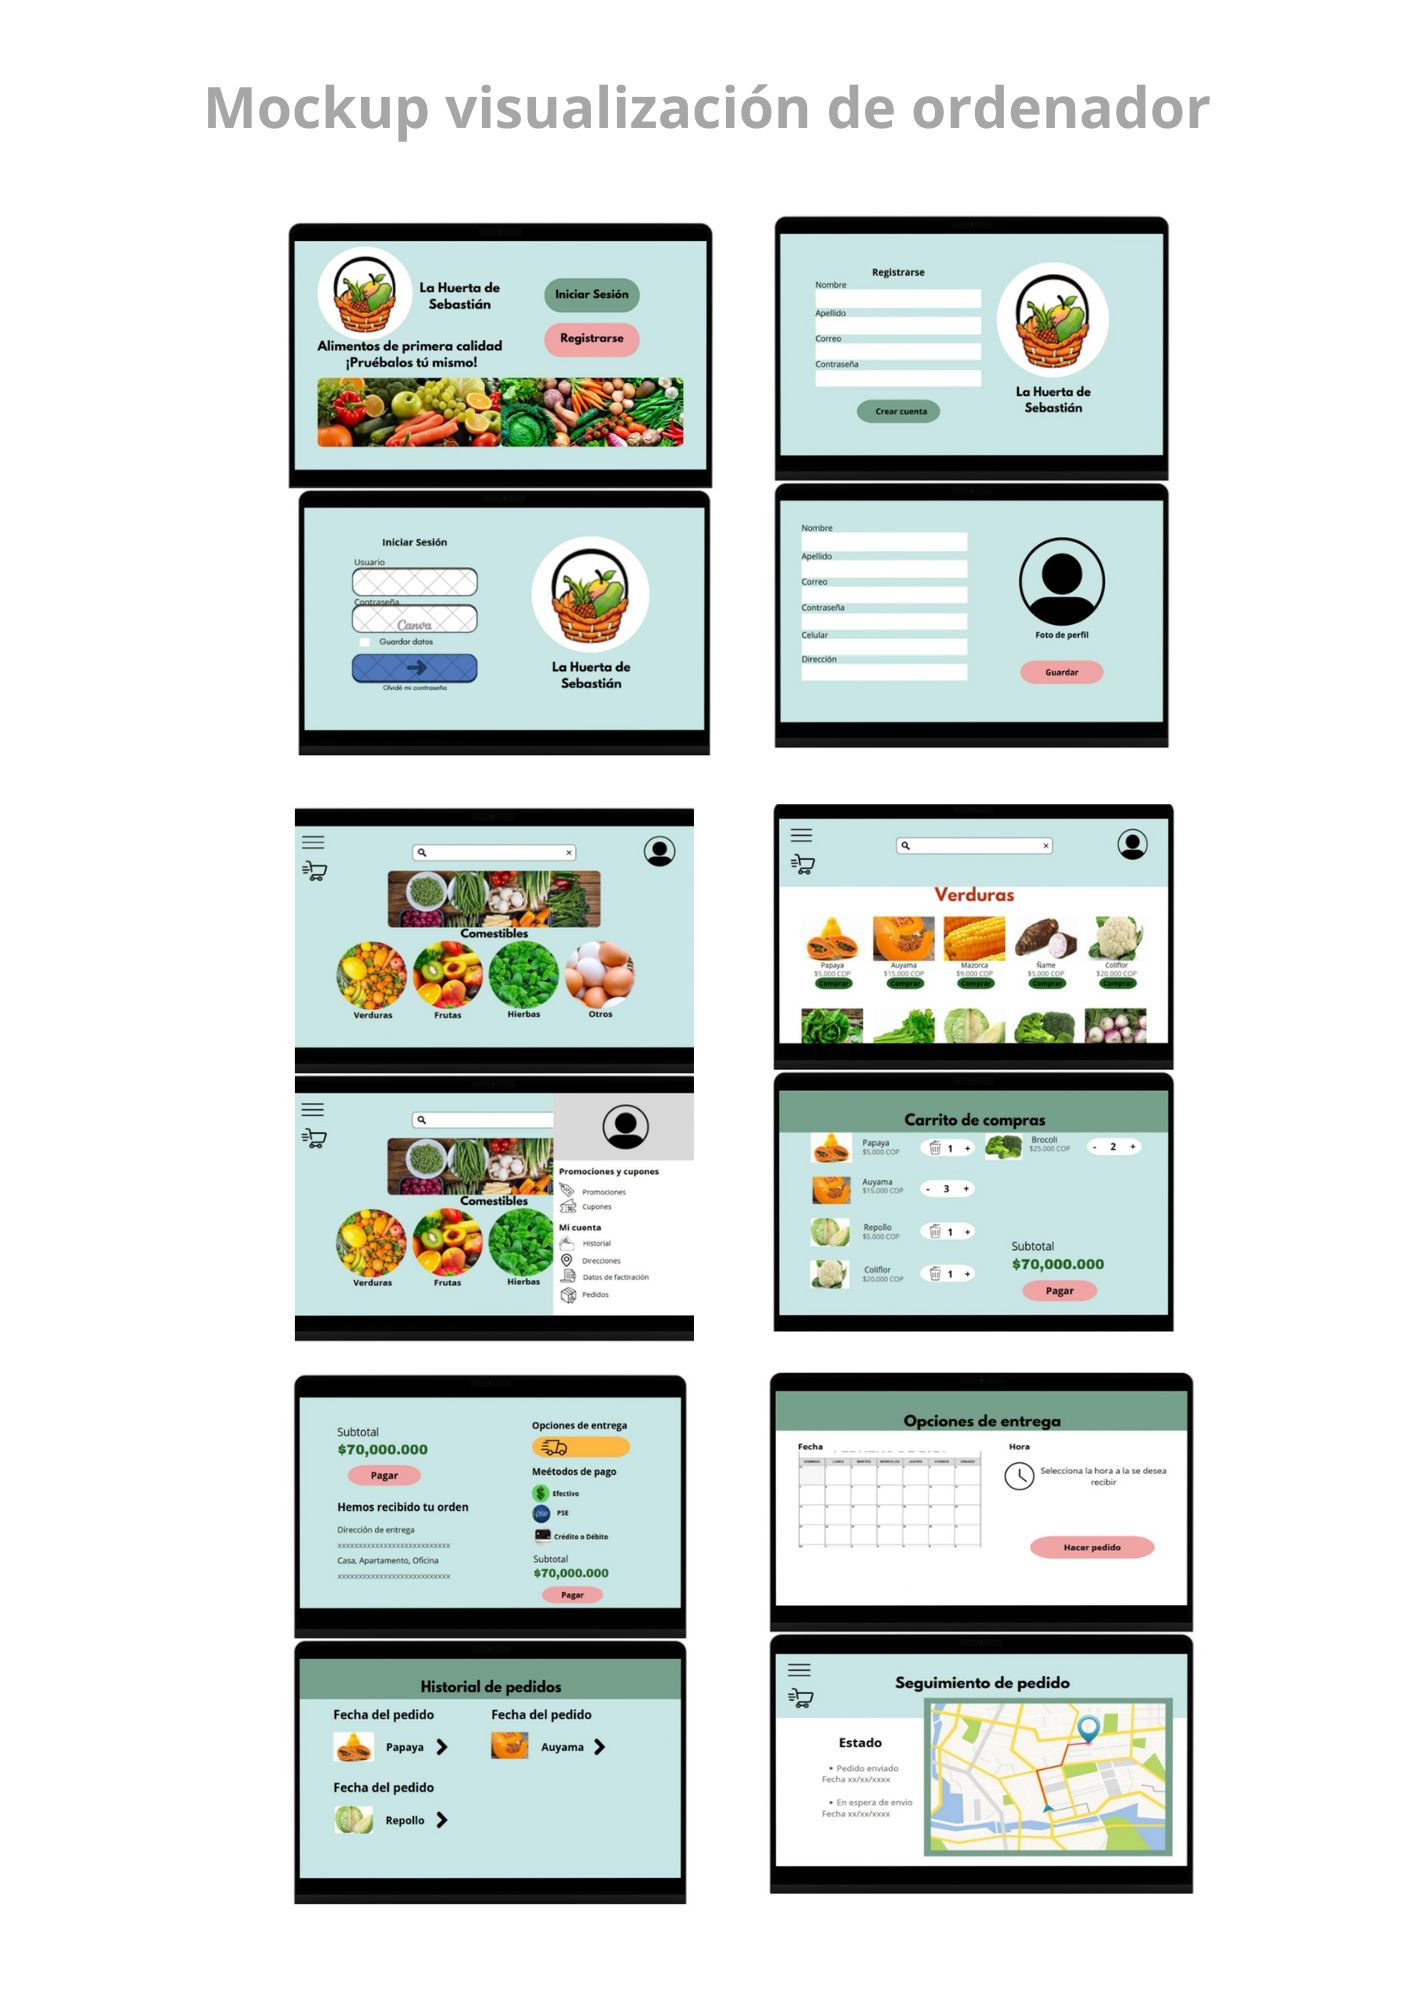 Mockup visualización de ordenador
La Huerta de
Sebastián
Iniciar Sesión
Registrarse
Alimentos de primera calidad
¡Pruébalos tú mismo!
Registrarse
Nombre
Apellido
Correo
Contraseña
Crear cuenta
La Huerta de
Sebastián
Iniciar Sesión
Usuario
Contraseña
Canva
Guardar datos
Olvidé mi contraseña
La Huerta de
Sebastián
Nombre
Apellido
Correo
Contraseña
Celular
Dirección
Foto de perfil
Guardar
Comestibles
Verduras
Frutas
Hierbas
Otros
Verduras
Papaya
$5.000 COP
Comprar
Auyama
$15.000 COP
Comprar
Mazorca
$9.000 COP
Comprar
Ñame
$5.000 COP
Comprar
Coliflor
$20.000 COP
Comprar
Comestibles
Verduras
Frutas
Hierbas
Promociones y cupones
Promociones
Cupones
Mi cuenta
Historial
Direcciones
Datos de factiración
Pedidos
Carrito de compras
Papaya
$5.000 COP
1 +
Brocoli
$25.000 COP
- 2 +
Auyama
$15.000 COP
- 3 +
Repollo
$5.000 COP
1 +
Coliflor
$20.000 COP
1 +
Subtotal
$70,000.000
Pagar
Subtotal
$70,000.000
Pagar
Hemos recibido tu orden
Dirección de entrega
xxxxxxxxxxxxxxxxxxxxxxxxxxx
Casa, Apartamento, Oficina
xxxxxxxxxxxxxxxxxxxxxxxxxxx
Opciones de entrega
Meétodos de pago
Efectivo
pse PSE
Crédito o Débito
Subtotal
$70,000.000
Pagar
Opciones de entrega
Fecha
DOMINGO LUNES MARTES MIÉRCOLES JUEVES VIERNES SÁBADO
Hora
Selecciona la hora a la se desea
recibir
Hacer pedido
Historial de pedidos
Fecha del pedido
Papaya
Fecha del pedido
Auyama
Fecha del pedido
Repollo
Seguimiento de pedido
Estado
• Pedido enviado
Fecha xx/xx/xxxx
• En espera de envio
Fecha xx/xx/xxxx